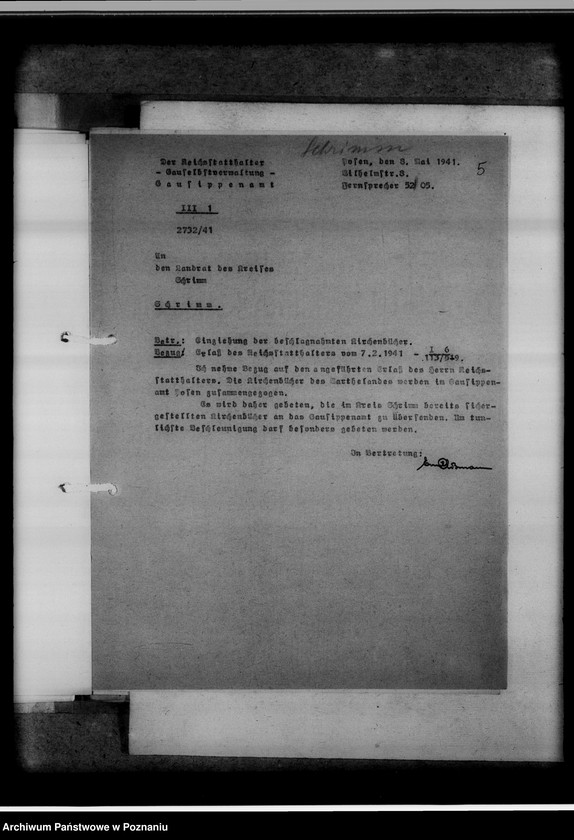 Schrimm
5
Der Reichsstatthalter
- Gauselbstverwaltung -
Gausippenamt
Posen, den 8. Mai 1941.
Wilhelmstr.8.
Fernsprecher 52 05.
III 1
2732/41
An
den Landrat des Kreises
Schrimm
Schrimm.
Betr.: Einziehung der beschlagnahmten Kirchenbücher.
Bezug: Erlaß des Reichsstatthalters vom 7.2.1941 - I 6
113/549.
Ich nehme Bezug auf den angeführten Erlaß des Herrn Reichs-
statthalters. Die Kirchenbücher des Warthelandes werden im Gausippen-
amt Posen zusammengezogen.
Es wird daher gebeten, die im Kreis Schrimm bereits sicher-
gestellten Kirchenbücher an das Gausippenamt zu übersenden. Um tun-
lichste Beschleunigung darf besonders gebeten werden.
In Vertretung:
Archiwum Państwowe w Poznaniu